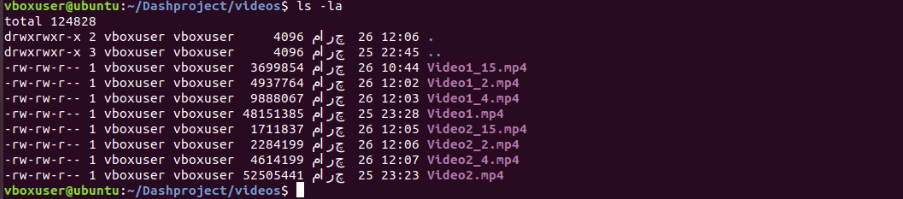 vboxuser@ubuntu:~/Dashproject/videos$ ls -la
total 124828
drwxrwxr-x 2 vboxuser vboxuser     4096 مارچ  26 12:06 .
drwxrwxr-x 3 vboxuser vboxuser     4096 مارچ  25 22:45 ..
-rw-rw-r-- 1 vboxuser vboxuser  3699854 مارچ  26 10:44 Video1_15.mp4
-rw-rw-r-- 1 vboxuser vboxuser  4937764 مارچ  26 12:02 Video1_2.mp4
-rw-rw-r-- 1 vboxuser vboxuser  9888067 مارچ  26 12:03 Video1_4.mp4
-rw-rw-r-- 1 vboxuser vboxuser 48151385 مارچ  25 23:28 Video1.mp4
-rw-rw-r-- 1 vboxuser vboxuser  1711837 مارچ  26 12:05 Video2_15.mp4
-rw-rw-r-- 1 vboxuser vboxuser  2284199 مارچ  26 12:06 Video2_2.mp4
-rw-rw-r-- 1 vboxuser vboxuser  4614199 مارچ  26 12:07 Video2_4.mp4
-rw-rw-r-- 1 vboxuser vboxuser 52505441 مارچ  25 23:23 Video2.mp4
vboxuser@ubuntu:~/Dashproject/videos$